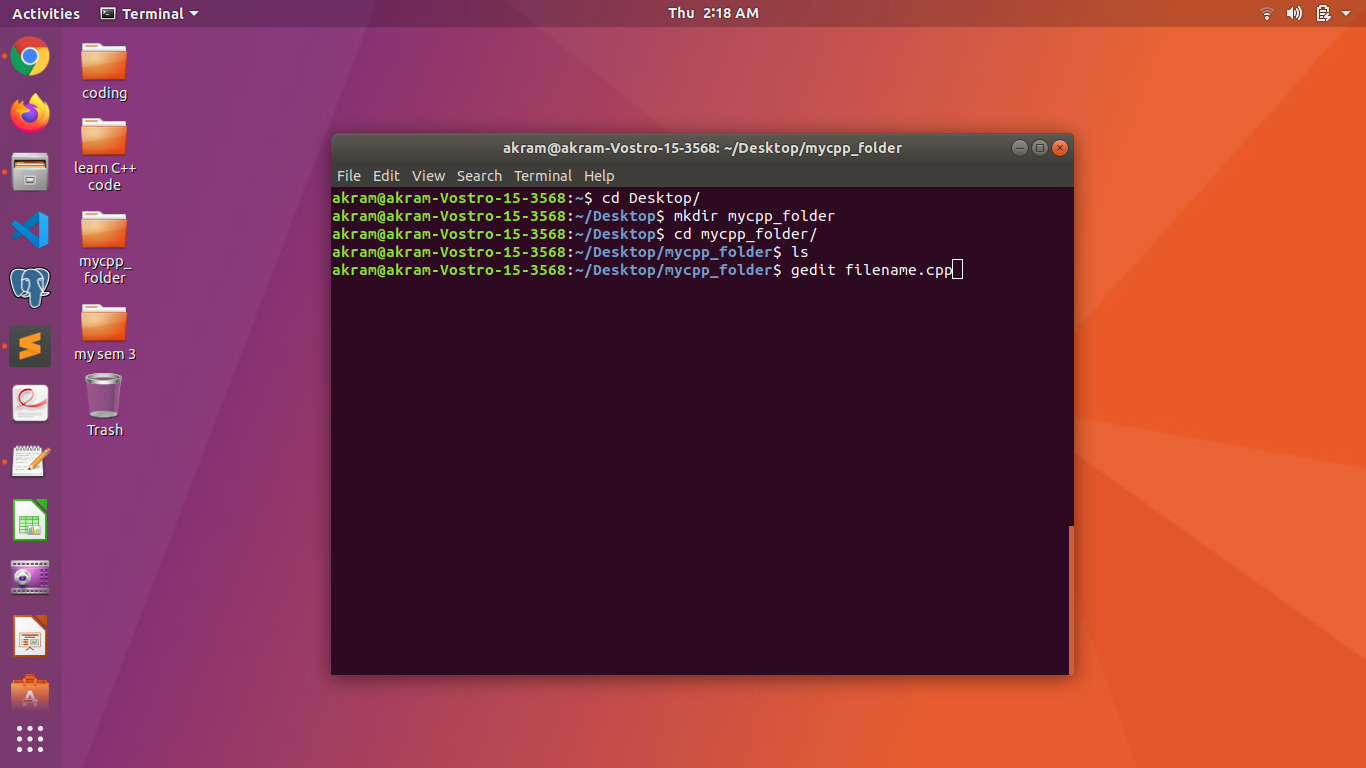 Activities Terminal Thu 2:18 AM
coding
learn C++
code
mycpp_
folder
my sem 3
Trash
akram@akram-Vostro-15-3568: ~/Desktop/mycpp_folder
File Edit View Search Terminal Help
akram@akram-Vostro-15-3568:~$ cd Desktop/
akram@akram-Vostro-15-3568:~/Desktop$ mkdir mycpp_folder
akram@akram-Vostro-15-3568:~/Desktop$ cd mycpp_folder/
akram@akram-Vostro-15-3568:~/Desktop/mycpp_folder$ ls
akram@akram-Vostro-15-3568:~/Desktop/mycpp_folder$ gedit filename.cpp